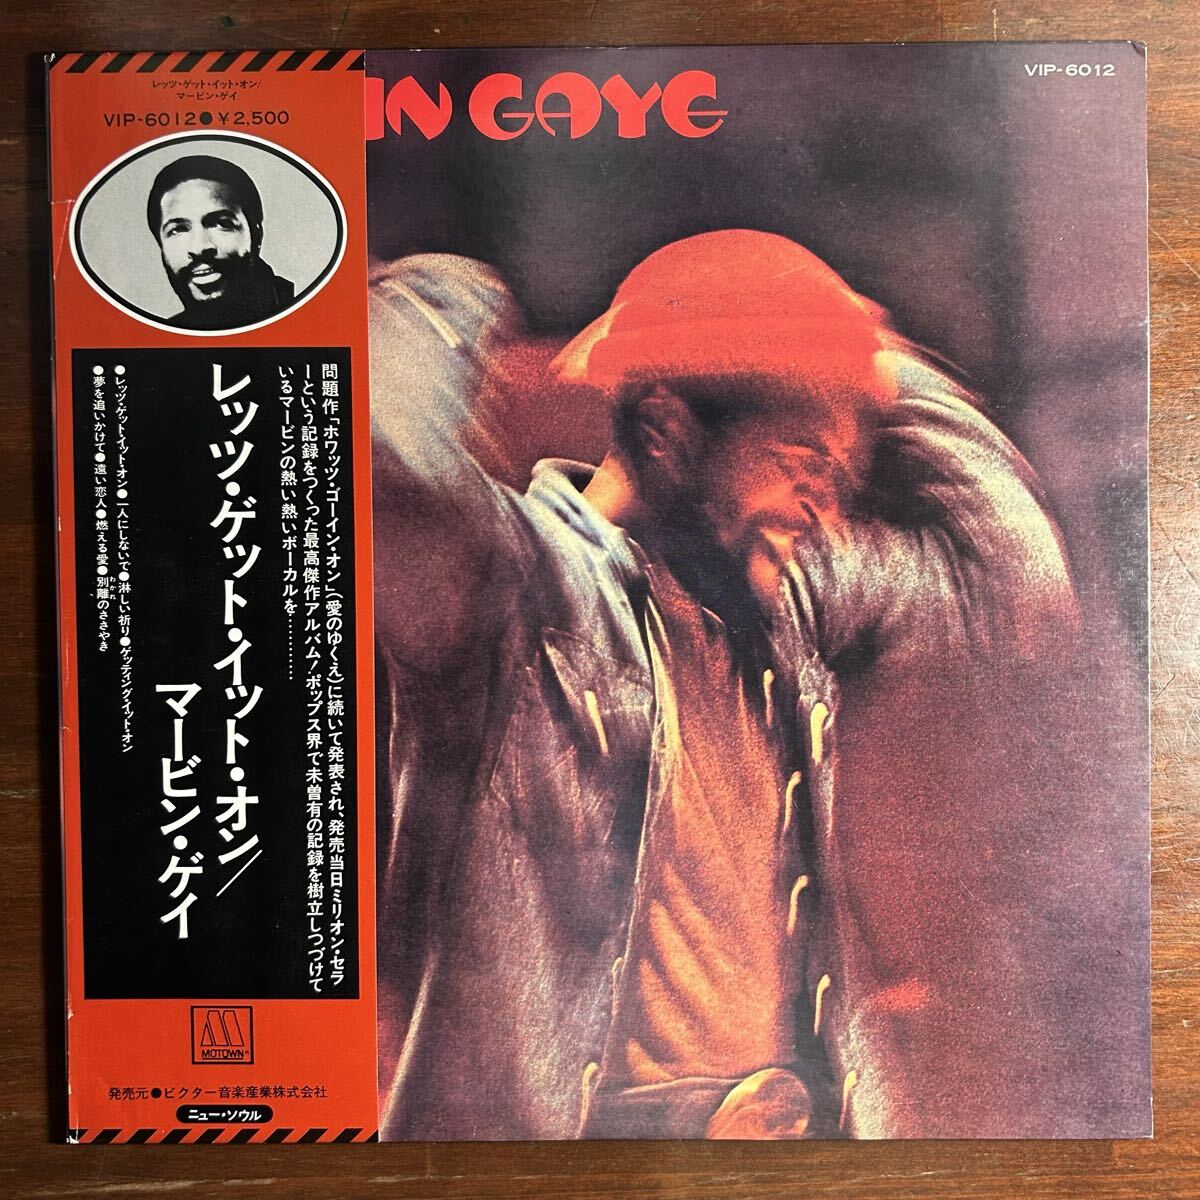 レッツ・ゲット・イット・オン/
マービン・ゲイ
VIP-6012●¥2,500
IN GAYE
VIP-6012
問題作「ホワッツ・ゴーイン・オン」(愛のゆくえ)に続いて発表され、発売当日ミリオン・セラ
ーという記録をつくった最高傑作アルバム!ポップス界で未曽有の記録を樹立しつづけて
いるマービンの熱い熱いボーカルを…………
レッツ・ゲット・イット・オン/
マービン・ゲイ
●レッツ・ゲット・イット・オン●一人にしないで●淋しい祈り●ゲッティング・イット・オン
●夢を追いかけて●遠い恋人●燃える愛●別離のささやき
わかれ
MOTOWN
発売元●ビクター音楽産業株式会社
ニュー・ソウル